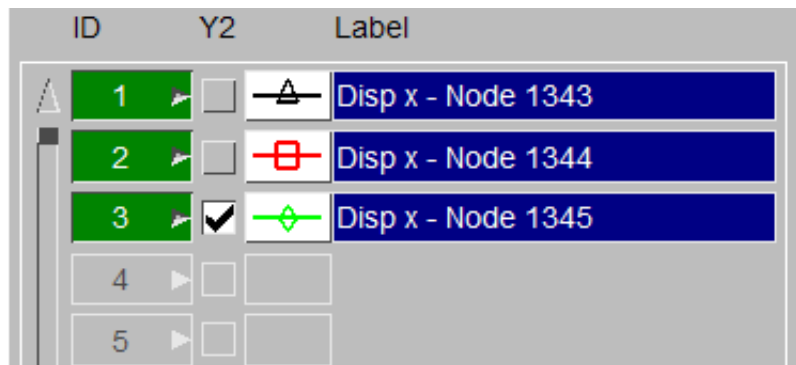 ID Y2 Label
1 Disp x - Node 1343
2 Disp x - Node 1344
3 Disp x - Node 1345
4
5